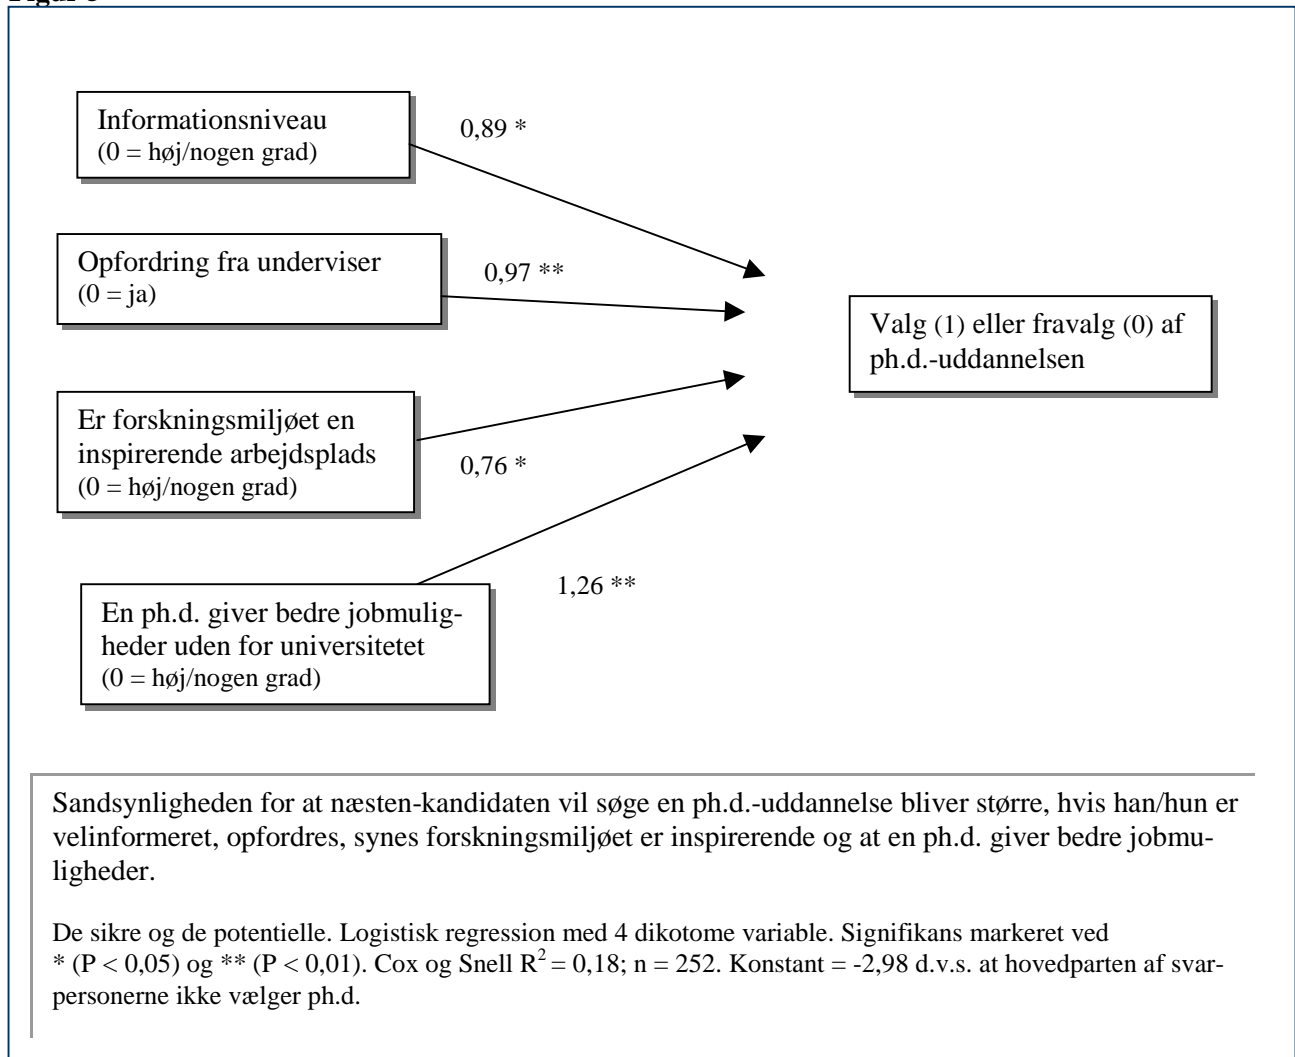 Informationsniveau
(0 = høj/nogen grad)
0,89 *
Opfordring fra underviser
(0 = ja)
0,97 **
Valg (1) eller fravalg (0) af
ph.d.-uddannelsen
Er forskningsmiljøet en
inspirerende arbejdsplads
(0 = høj/nogen grad)
0,76 *
1,26 **
En ph.d. giver bedre jobmulig-
heder uden for universitetet
(0 = høj/nogen grad)
Sandsynligheden for at næsten-kandidaten vil søge en ph.d.-uddannelse bliver større, hvis han/hun er
velinformeret, opfordres, synes forskningsmiljøet er inspirerende og at en ph.d. giver bedre jobmu-
ligheder.
De sikre og de potentielle. Logistisk regression med 4 dikotome variable. Signifikans markeret ved
* (P < 0,05) og ** (P < 0,01). Cox og Snell R² = 0,18; n = 252. Konstant = -2,98 d.v.s. at hovedparten af svar-
personerne ikke vælger ph.d.